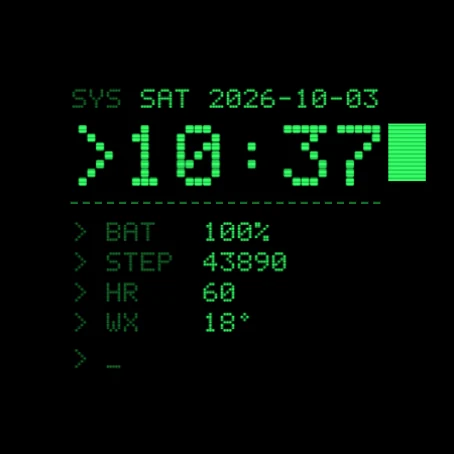 SYS SAT 2026-10-03
>10:37
> BAT 100%
> STEP 43890
> HR 60
> WX 18°
> _